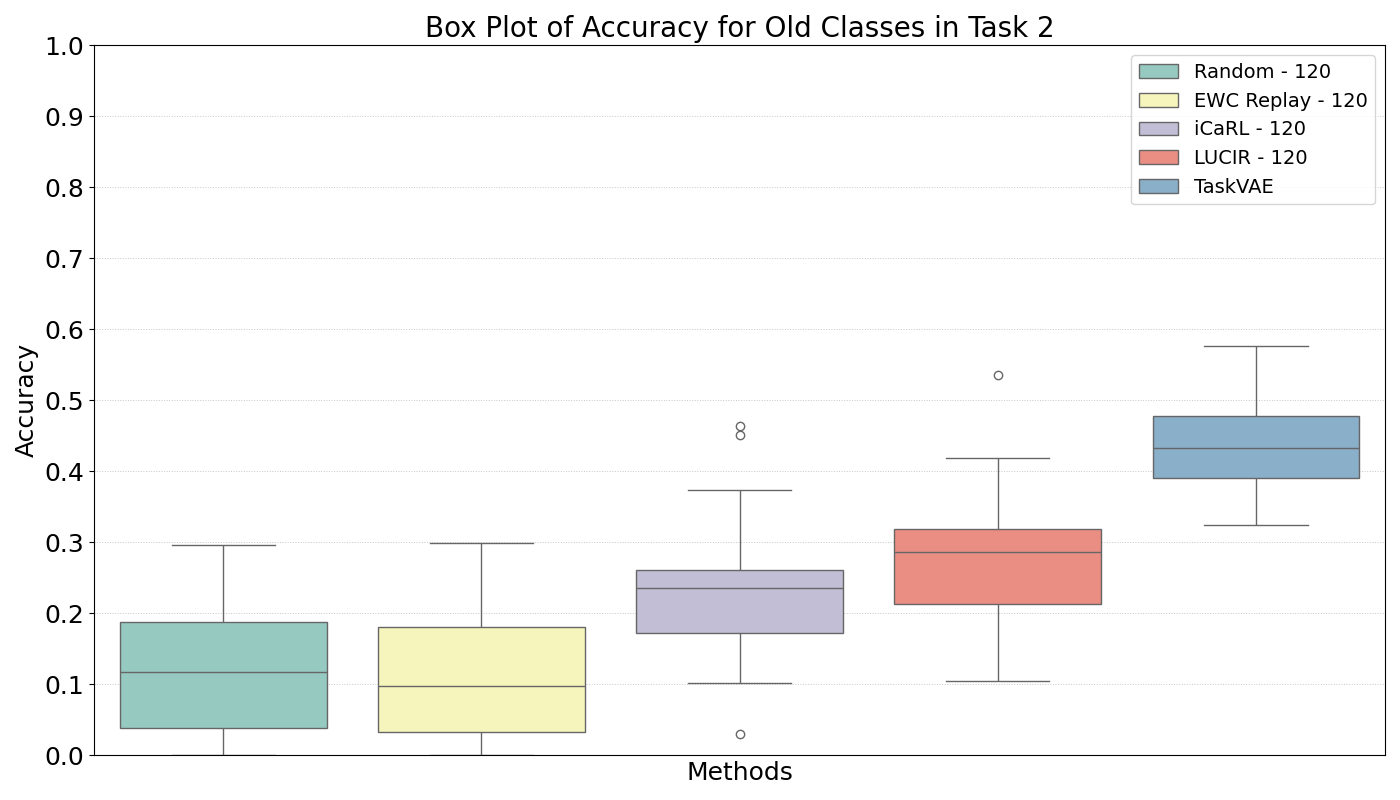 Box Plot of Accuracy for Old Classes in Task 2
1.0
0.9
0.8
0.7
0.6
0.5
0.4
0.3
0.2
0.1
0.0
Accuracy
Methods
Random - 120
EWC Replay - 120
iCaRL - 120
LUCIR - 120
TaskVAE